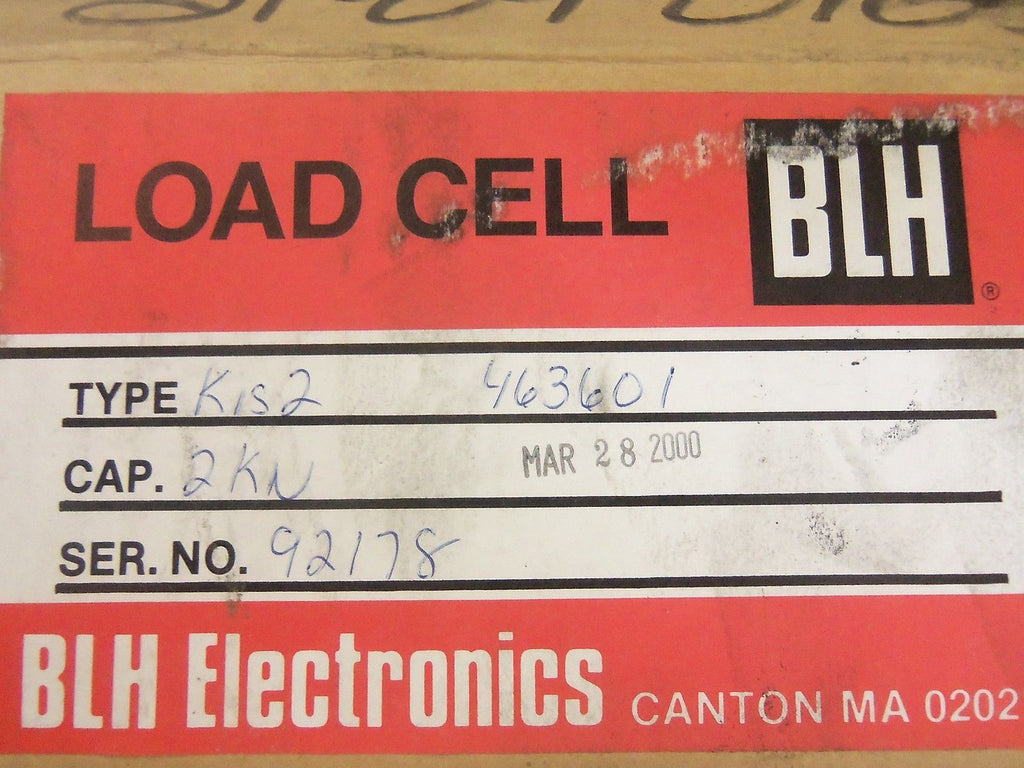 LOAD CELL BLH ®
TYPE Kis2 463601
CAP. 2KN MAR 28 2000
SER. NO. 92178
BLH Electronics CANTON MA 0202